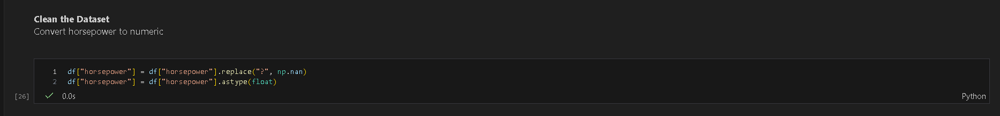 Clean the Dataset
Convert horsepower to numeric
1 df["horsepower"] = df["horsepower"].replace("?", np.nan)
2 df["horsepower"] = df["horsepower"].astype(float)
[26] ✓ 0.0s Python